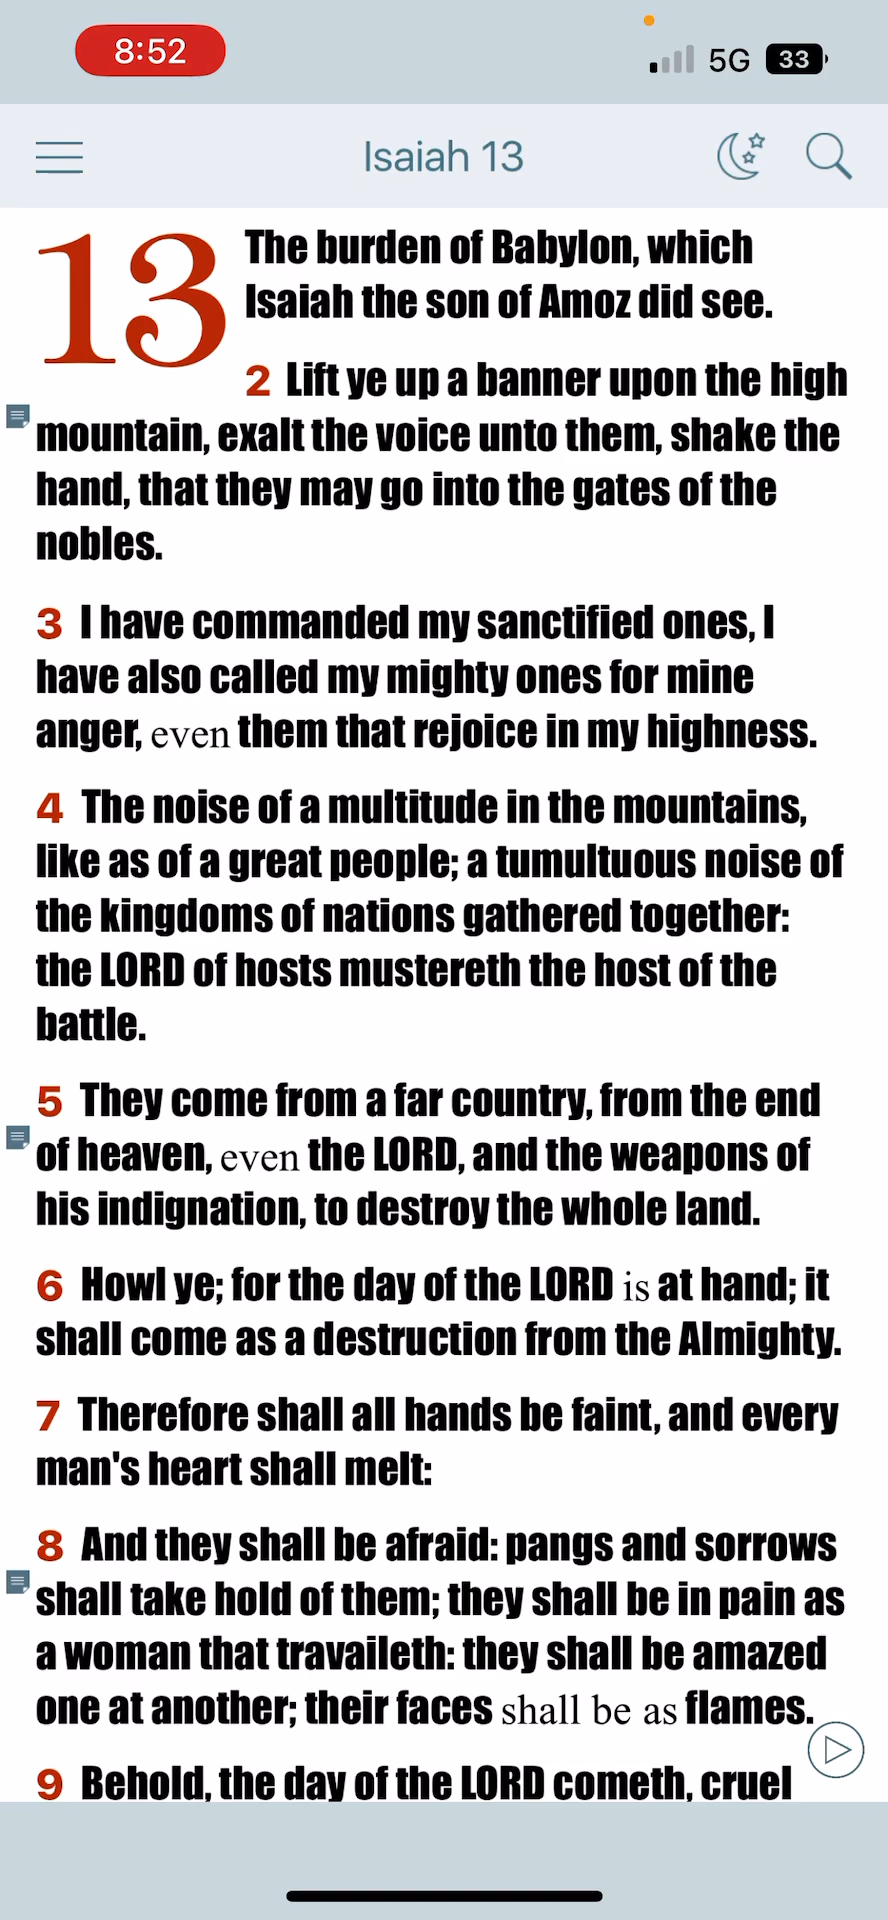 8:52
5G 33
Isaiah 13
13 The burden of Babylon, which
Isaiah the son of Amoz did see.
2 Lift ye up a banner upon the high
mountain, exalt the voice unto them, shake the
hand, that they may go into the gates of the
nobles.
3 I have commanded my sanctified ones, I
have also called my mighty ones for mine
anger, even them that rejoice in my highness.
4 The noise of a multitude in the mountains,
like as of a great people; a tumultuous noise of
the kingdoms of nations gathered together:
the LORD of hosts mustereth the host of the
battle.
5 They come from a far country, from the end
of heaven, even the LORD, and the weapons of
his indignation, to destroy the whole land.
6 Howl ye; for the day of the LORD is at hand; it
shall come as a destruction from the Almighty.
7 Therefore shall all hands be faint, and every
man's heart shall melt:
8 And they shall be afraid: pangs and sorrows
shall take hold of them; they shall be in pain as
a woman that travaileth: they shall be amazed
one at another; their faces shall be as flames.
9 Behold, the day of the LORD cometh, cruel